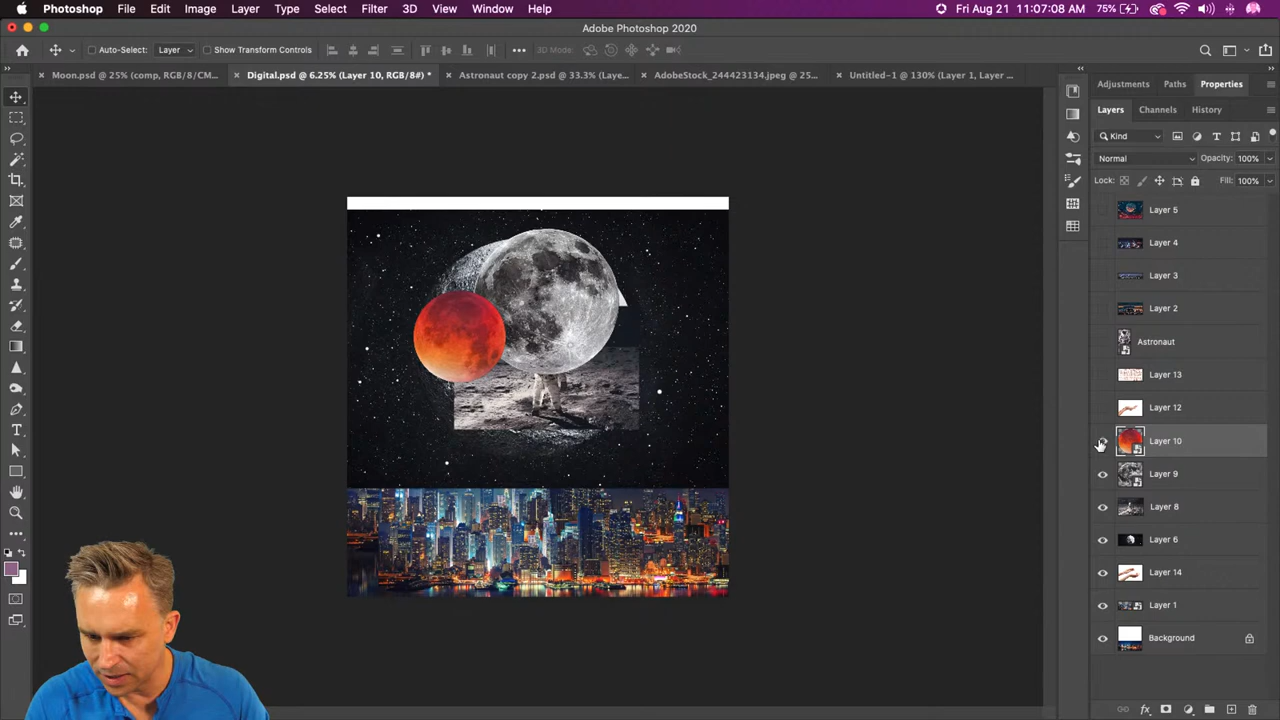 Photoshop File Edit Image Layer Type Select Filter 3D View Window Help Fri Aug 21 11:07:08 AM 75%
Adobe Photoshop 2020
Auto-Select: Layer Show Transform Controls 3D Mode:
Moon.psd @ 25% (comp, RGB/8/CM... Digital.psd @ 6.25% (Layer 10, RGB/8#) * Astronaut copy 2.psd @ 33.3% (Laye... AdobeStock_244423134.jpeg @ 25... Untitled-1 @ 130% (Layer 1, Layer ...
Adjustments Paths Properties
Layers Channels History
Kind
Normal Opacity: 100%
Lock: Fill: 100%
Layer 5
Layer 4
Layer 3
Layer 2
Astronaut
Layer 13
Layer 12
Layer 10
Layer 9
Layer 8
Layer 6
Layer 14
Layer 1
Background